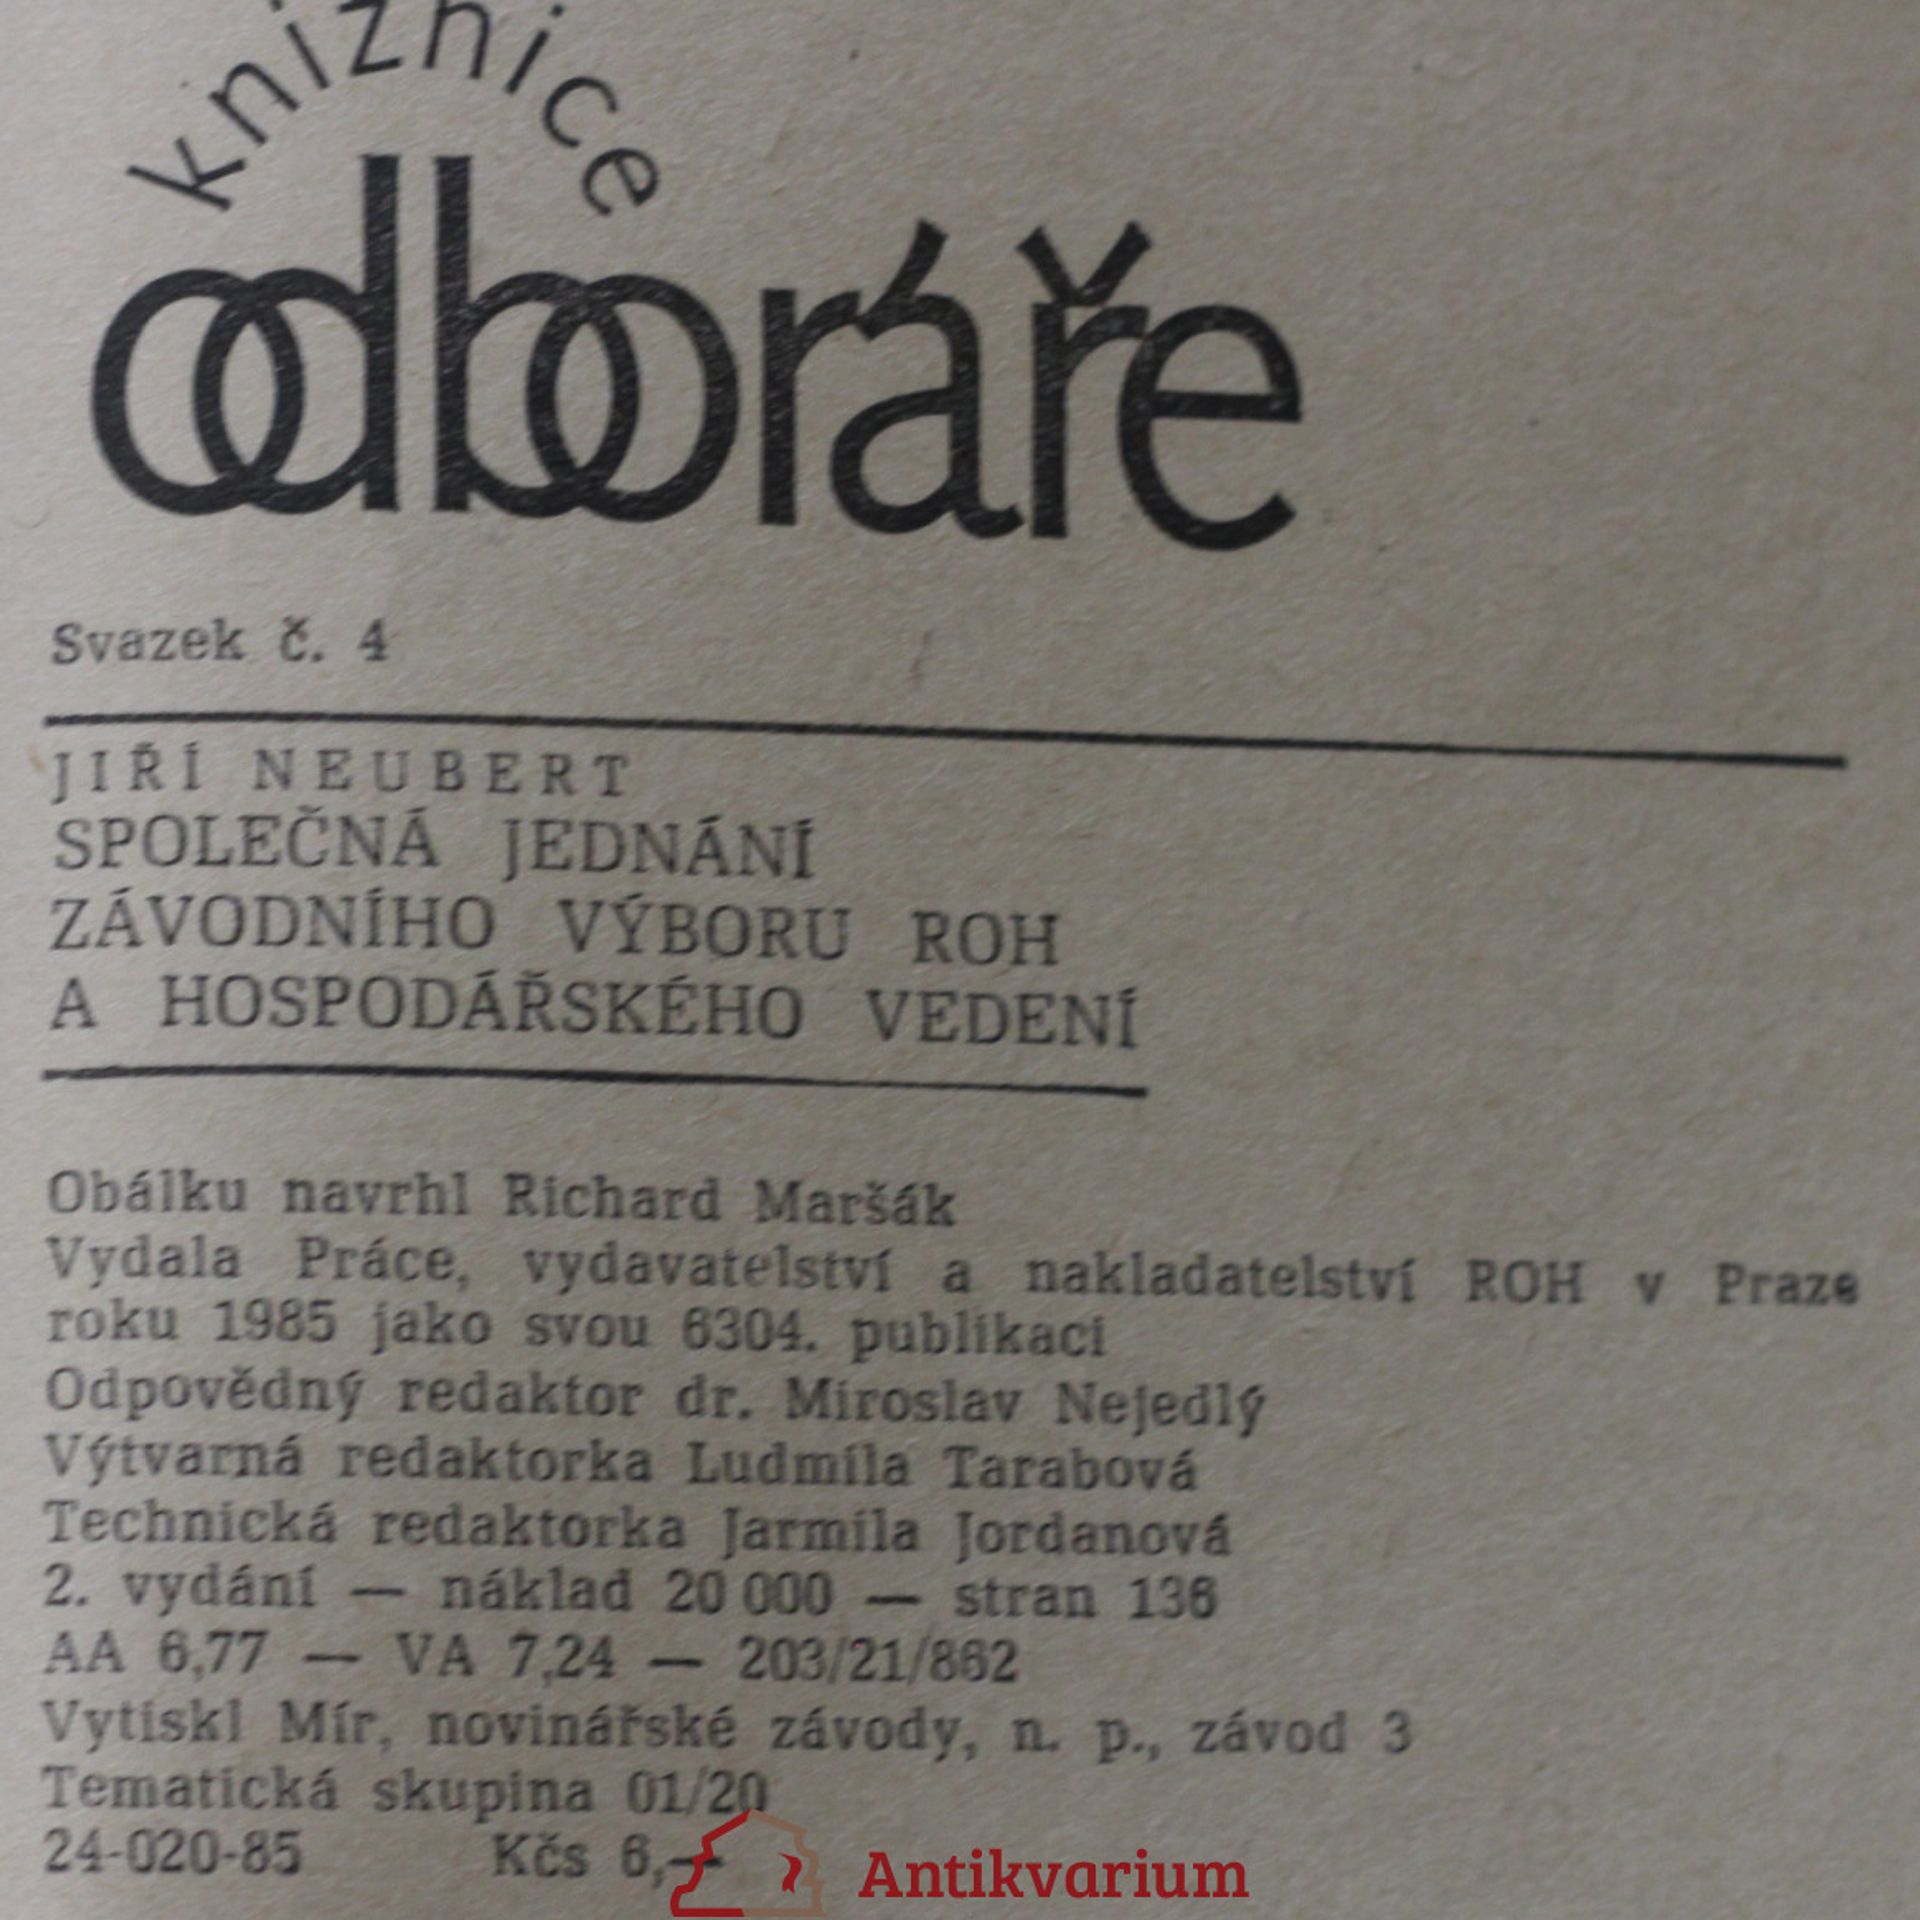 knižnice
odboráře
Svazek č. 4
JIŘÍ NEUBERT
SPOLEČNÁ JEDNÁNÍ
ZÁVODNÍHO VÝBORU ROH
A HOSPODÁŘSKÉHO VEDENÍ
Obálku navrhl Richard Maršák
Vydala Práce, vydavatelství a nakladatelství ROH v Praze
roku 1985 jako svou 6304. publikaci
Odpovědný redaktor dr. Miroslav Nejedlý
Výtvarná redaktorka Ludmila Tarabová
Technická redaktorka Jarmila Jordanová
2. vydání — náklad 20 000 — stran 136
AA 6,77 — VA 7,24 — 203/21/862
Vytiskl Mír, novinářské závody, n. p., závod 3
Tematická skupina 01/20
24-020-85 Kčs 6,—
Antikvarium